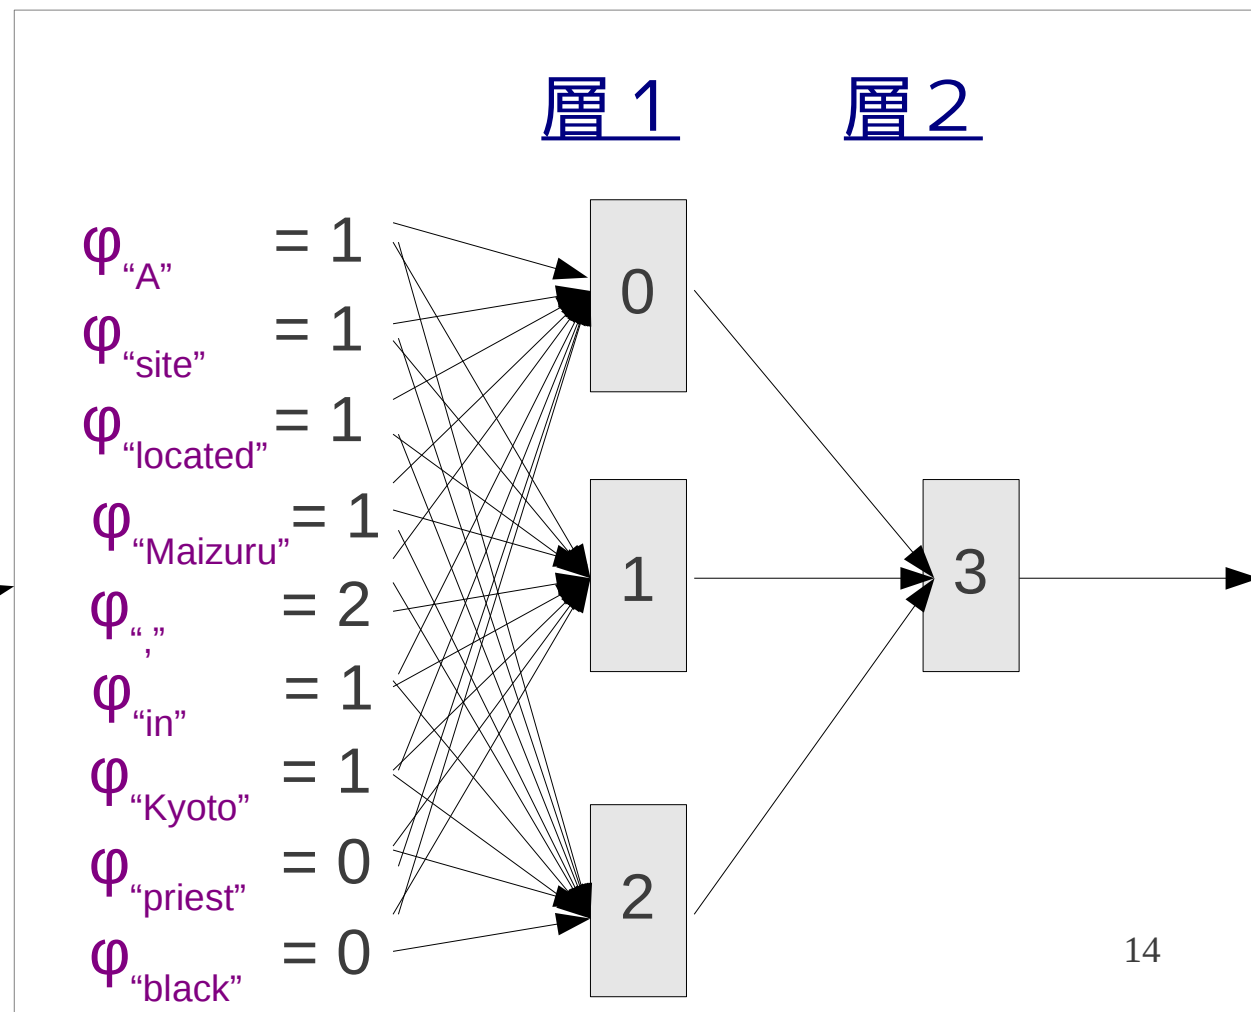 層1 層2
φ“A” = 1
φ“site” = 1
φ“located” = 1
φ“Maizuru” = 1
φ“,” = 2
φ“in” = 1
φ“Kyoto” = 1
φ“priest” = 0
φ“black” = 0
0
1
2
3
14